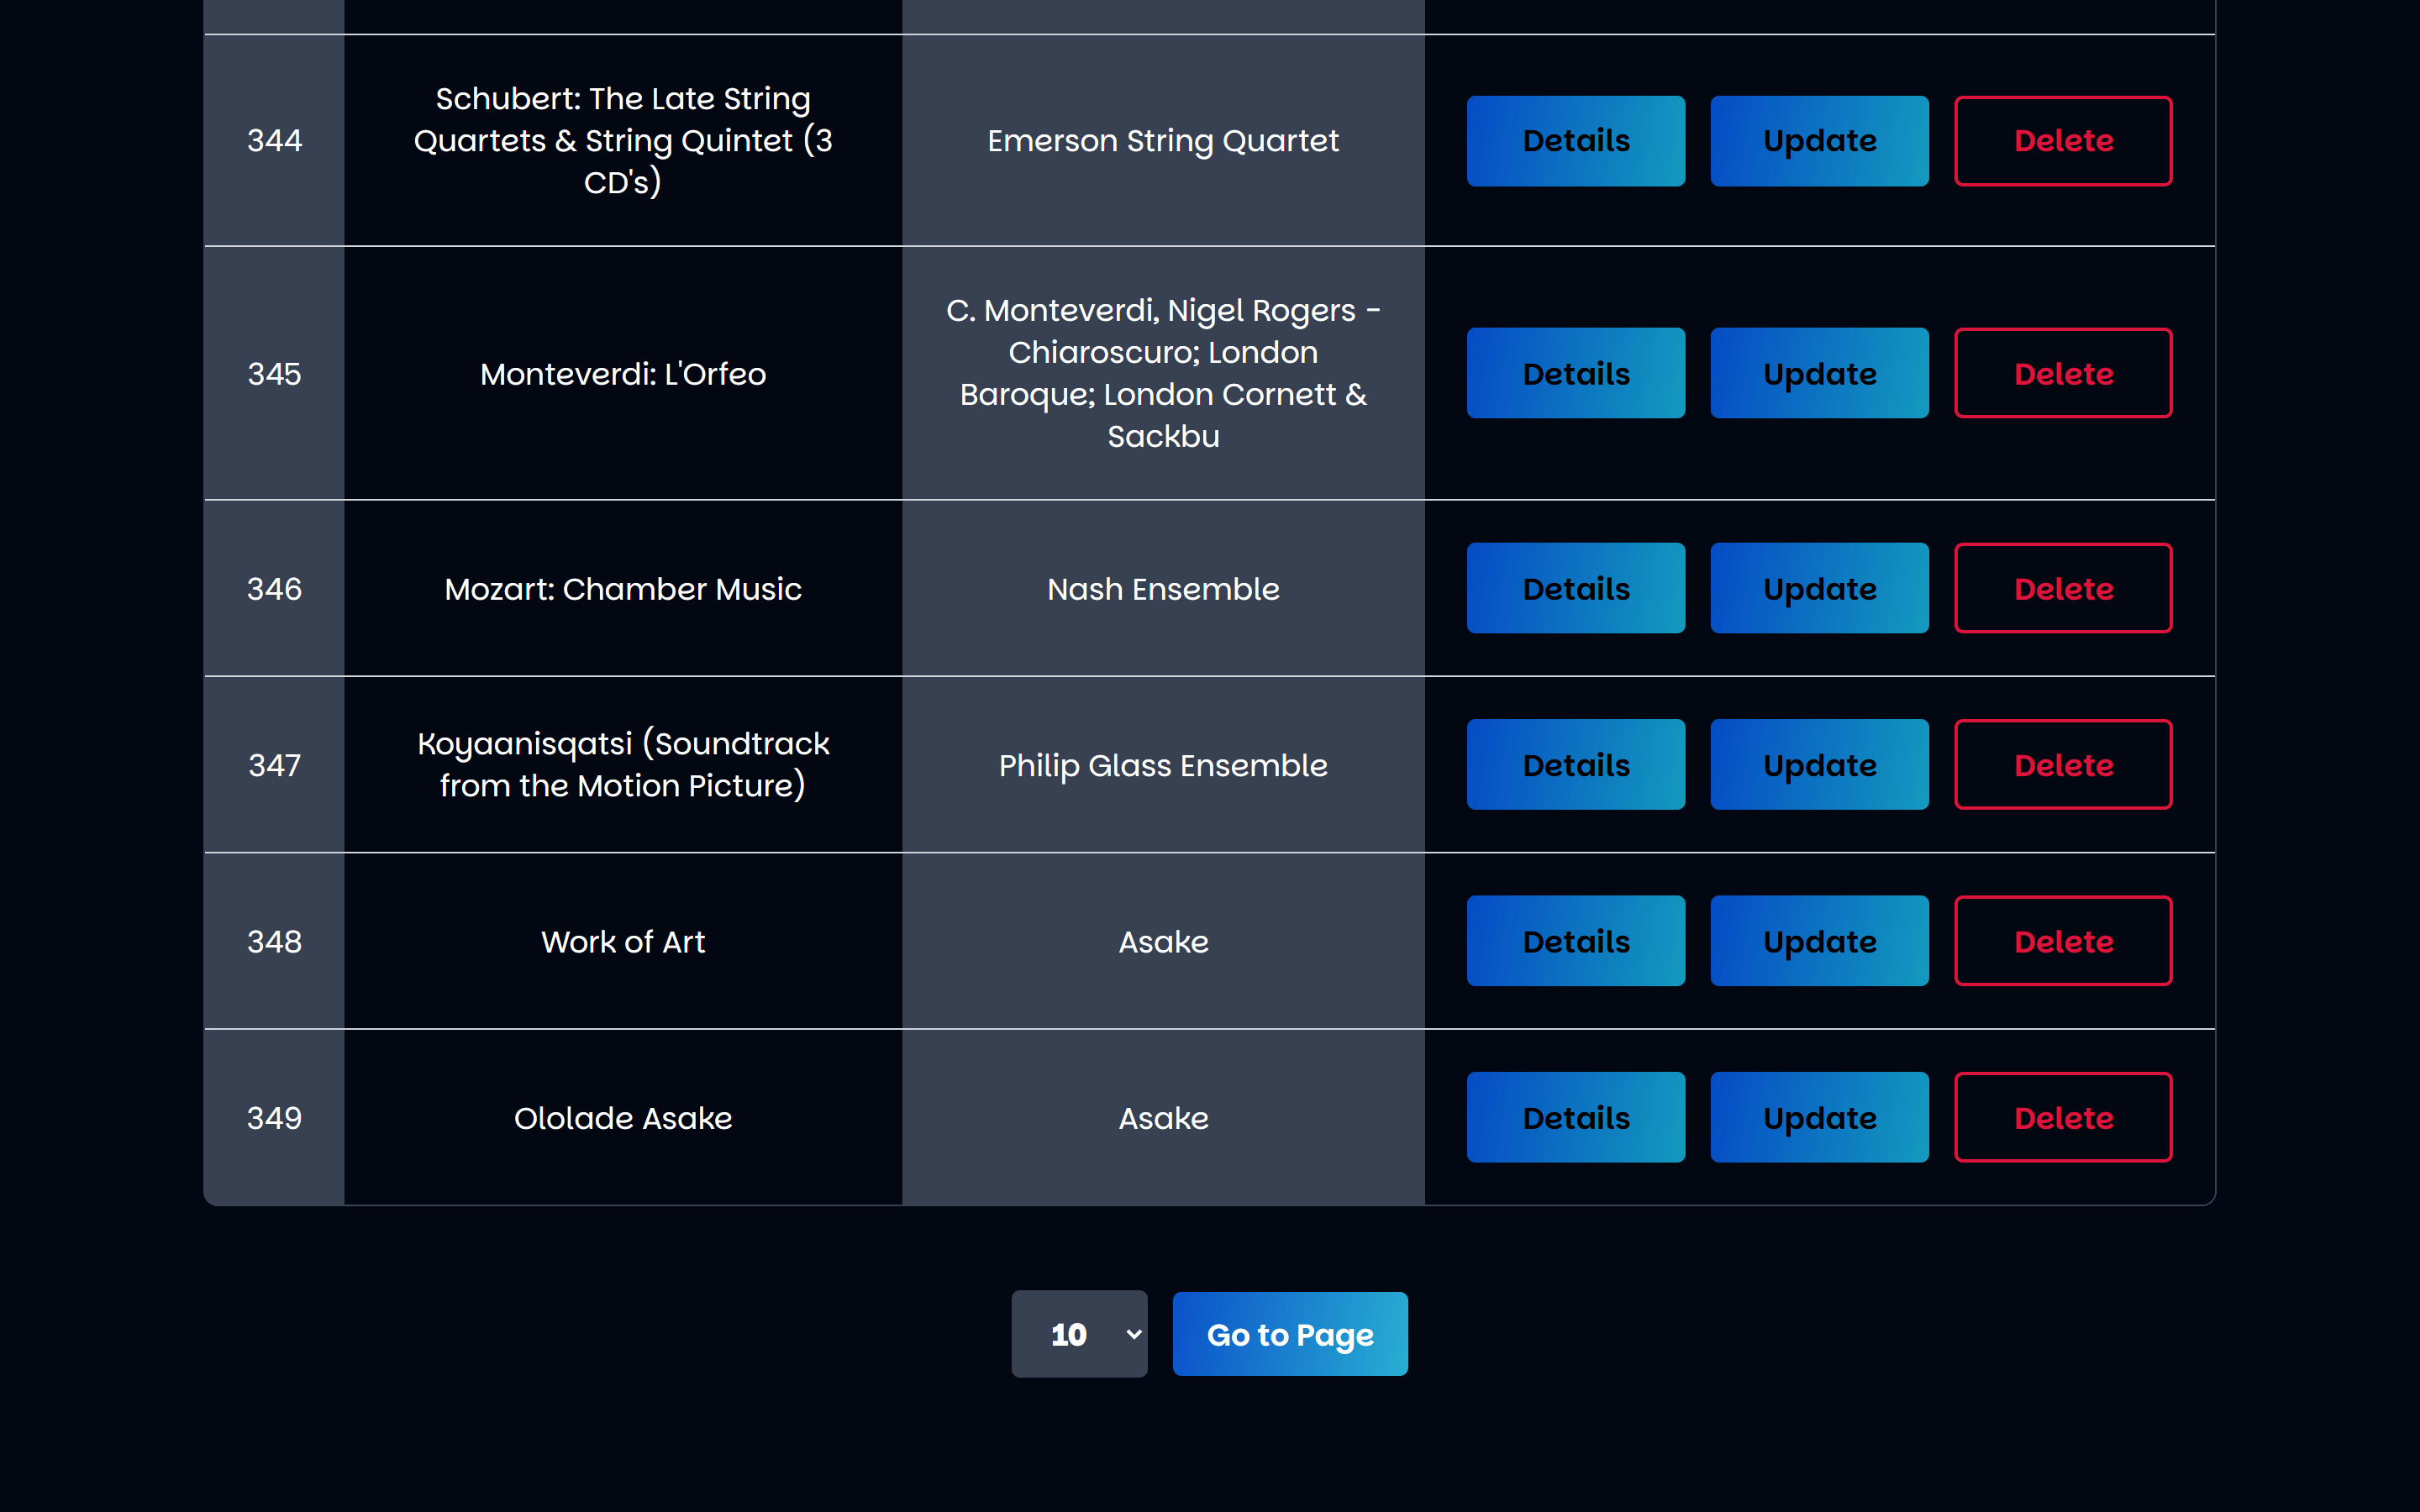 344
Schubert: The Late String
Quartets & String Quintet (3
CD's)
Emerson String Quartet
Details
Update
Delete
345
Monteverdi: L'Orfeo
C. Monteverdi, Nigel Rogers -
Chiaroscuro; London
Baroque; London Cornett &
Sackbu
Details
Update
Delete
346
Mozart: Chamber Music
Nash Ensemble
Details
Update
Delete
347
Koyaanisqatsi (Soundtrack
from the Motion Picture)
Philip Glass Ensemble
Details
Update
Delete
348
Work of Art
Asake
Details
Update
Delete
349
Ololade Asake
Asake
Details
Update
Delete
10
Go to Page